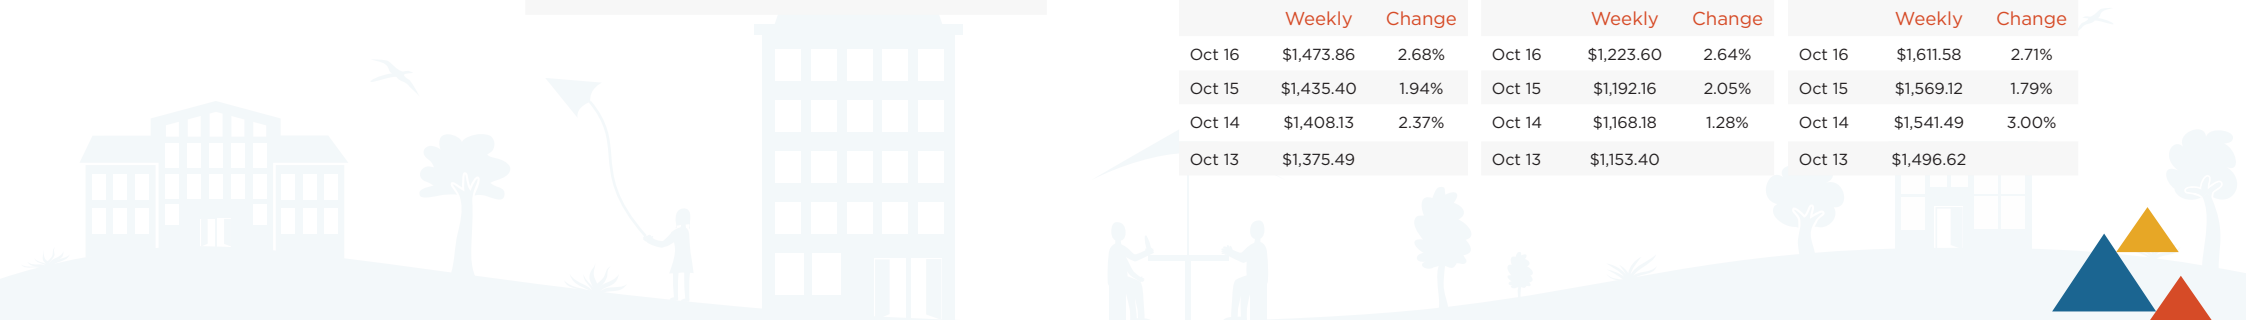 Weekly Change Weekly Change Weekly Change
Oct 16 $1,473.86 2.68% Oct 16 $1,223.60 2.64% Oct 16 $1,611.58 2.71%
Oct 15 $1,435.40 1.94% Oct 15 $1,192.16 2.05% Oct 15 $1,569.12 1.79%
Oct 14 $1,408.13 2.37% Oct 14 $1,168.18 1.28% Oct 14 $1,541.49 3.00%
Oct 13 $1,375.49 Oct 13 $1,153.40 Oct 13 $1,496.62